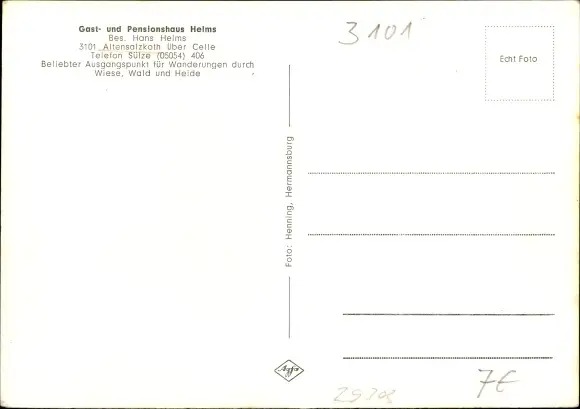 Gast- und Pensionshaus Helms
Bes. Hans Helms
3101 Altensalzkoth über Celle
Telefon Sülze (05054) 406
Beliebter Ausgangspunkt für Wanderungen durch
Wiese, Wald und Heide
3101
Echt Foto
Foto: Henning, Hermannsburg
Agfa
7€